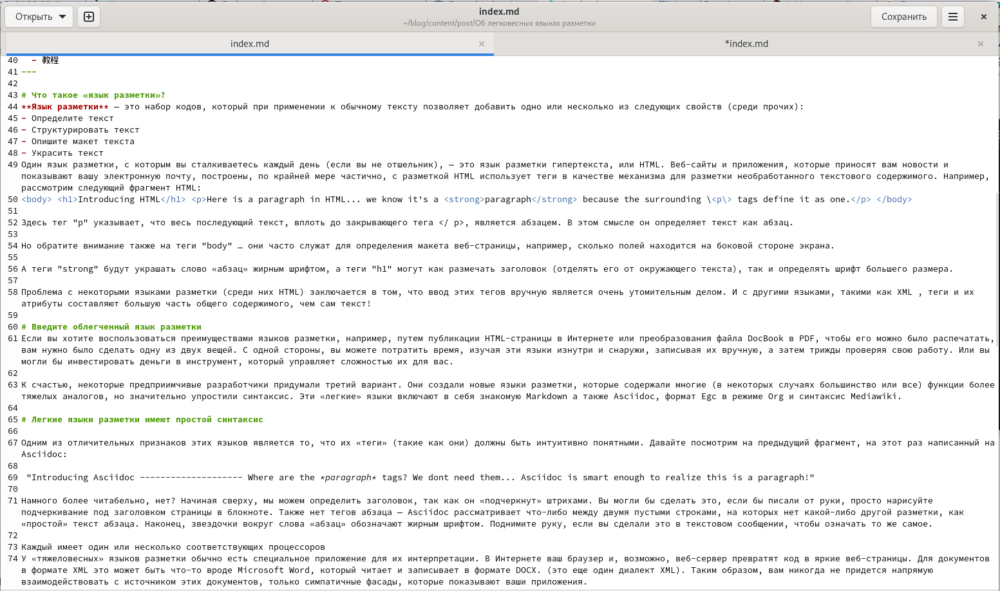 Открыть
index.md
~/blog/content/post/Об легковесных языках разметки
Сохранить
index.md
*index.md
40   - 教程
41 ---
42
43 # Что такое «язык разметки»?
44 **Язык разметки** — это набор кодов, который при применении к обычному тексту позволяет добавить одно или несколько из следующих свойств (среди прочих):
45 - Определите текст
46 - Структурировать текст
47 - Опишите макет текста
48 - Украсить текст
49 Один язык разметки, с которым вы сталкиваетесь каждый день (если вы не отшельник), — это язык разметки гипертекста, или HTML. Веб-сайты и приложения, которые приносят вам новости и
показывают вашу электронную почту, построены, по крайней мере частично, с разметкой HTML использует теги в качестве механизма для разметки необработанного текстового содержимого. Например,
рассмотрим следующий фрагмент HTML:
50 <body> <h1>Introducing HTML</h1> <p>Here is a paragraph in HTML... we know it's a <strong>paragraph</strong> because the surrounding \<p\> tags define it as one.</p> </body>
51
52 Здесь тег "p" указывает, что весь последующий текст, вплоть до закрывающего тега </ p>, является абзацем. В этом смысле он определяет текст как абзац.
53
54 Но обратите внимание также на теги "body" … они часто служат для определения макета веб-страницы, например, сколько полей находится на боковой стороне экрана.
55
56 А теги "strong" будут украшать слово «абзац» жирным шрифтом, а теги "h1" могут как размечать заголовок (отделять его от окружающего текста), так и определять шрифт большего размера.
57
58 Проблема с некоторыми языками разметки (среди них HTML) заключается в том, что ввод этих тегов вручную является очень утомительным делом. И с другими языками, такими как XML , теги и их
атрибуты составляют большую часть общего содержимого, чем сам текст!
59
60 # Введите облегченный язык разметки
61 Если вы хотите воспользоваться преимуществами языков разметки, например, путем публикации HTML-страницы в Интернете или преобразования файла DocBook в PDF, чтобы его можно было распечатать,
вам нужно было сделать одну из двух вещей. С одной стороны, вы можете потратить время, изучая эти языки изнутри и снаружи, записывая их вручную, а затем трижды проверяя свою работу. Или вы
могли бы инвестировать деньги в инструмент, который управляет сложностью их для вас.
62
63 К счастью, некоторые предприимчивые разработчики придумали третий вариант. Они создали новые языки разметки, которые содержали многие (в некоторых случаях большинство или все) функции более
тяжелых аналогов, но значительно упростили синтаксис. Эти «легкие» языки включают в себя знакомую Markdown а также Asciidoc, формат Egc в режиме Org и синтаксис Mediawiki.
64
65 # Легкие языки разметки имеют простой синтаксис
66
67 Одним из отличительных признаков этих языков является то, что их «теги» (такие как они) должны быть интуитивно понятными. Давайте посмотрим на предыдущий фрагмент, на этот раз написанный на
Asciidoc:
68
69  "Introducing Asciidoc -------------------- Where are the *paragraph* tags? We dont need them... Asciidoc is smart enough to realize this is a paragraph!"
70
71 Намного более читабельно, нет? Начиная сверху, мы можем определить заголовок, так как он «подчеркнут» штрихами. Вы могли бы сделать это, если бы писали от руки, просто нарисуйте
подчеркивание под заголовком страницы в блокноте. Также нет тегов абзаца — Asciidoc рассматривает что-либо между двумя пустыми строками, на которых нет какой-либо другой разметки, как
«простой» текст абзаца. Наконец, звездочки вокруг слова «абзац» обозначают жирным шрифтом. Поднимите руку, если вы сделали это в текстовом сообщении, чтобы означать то же самое.
72
73 Каждый имеет один или несколько соответствующих процессоров
74 У «тяжеловесных» языков разметки обычно есть специальное приложение для их интерпретации. В Интернете ваш браузер и, возможно, веб-сервер превратят код в яркие веб-страницы. Для документов
в формате XML это может быть что-то вроде Microsoft Word, который читает и записывает в формате DOCX. (это еще один диалект XML). Таким образом, вам никогда не придется напрямую
взаимодействовать с источником этих документов, только симпатичные фасады, которые показывают ваши приложения.